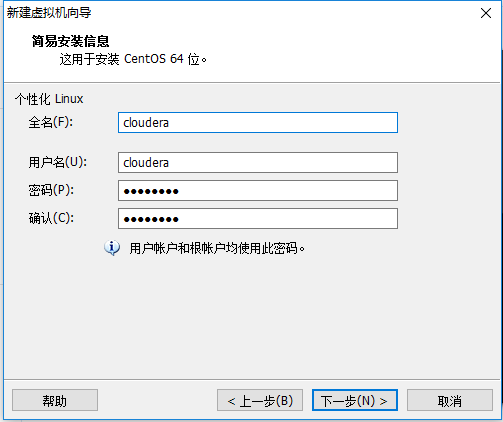 新建虚拟机向导
简易安装信息
这用于安装 CentOS 64 位。
个性化 Linux
全名(F):
cloudera
用户名(U):
cloudera
密码(P):
●●●●●●●●
确认(C):
●●●●●●●●
用户帐户和根帐户均使用此密码。
帮助
< 上一步(B)
下一步(N) >
取消